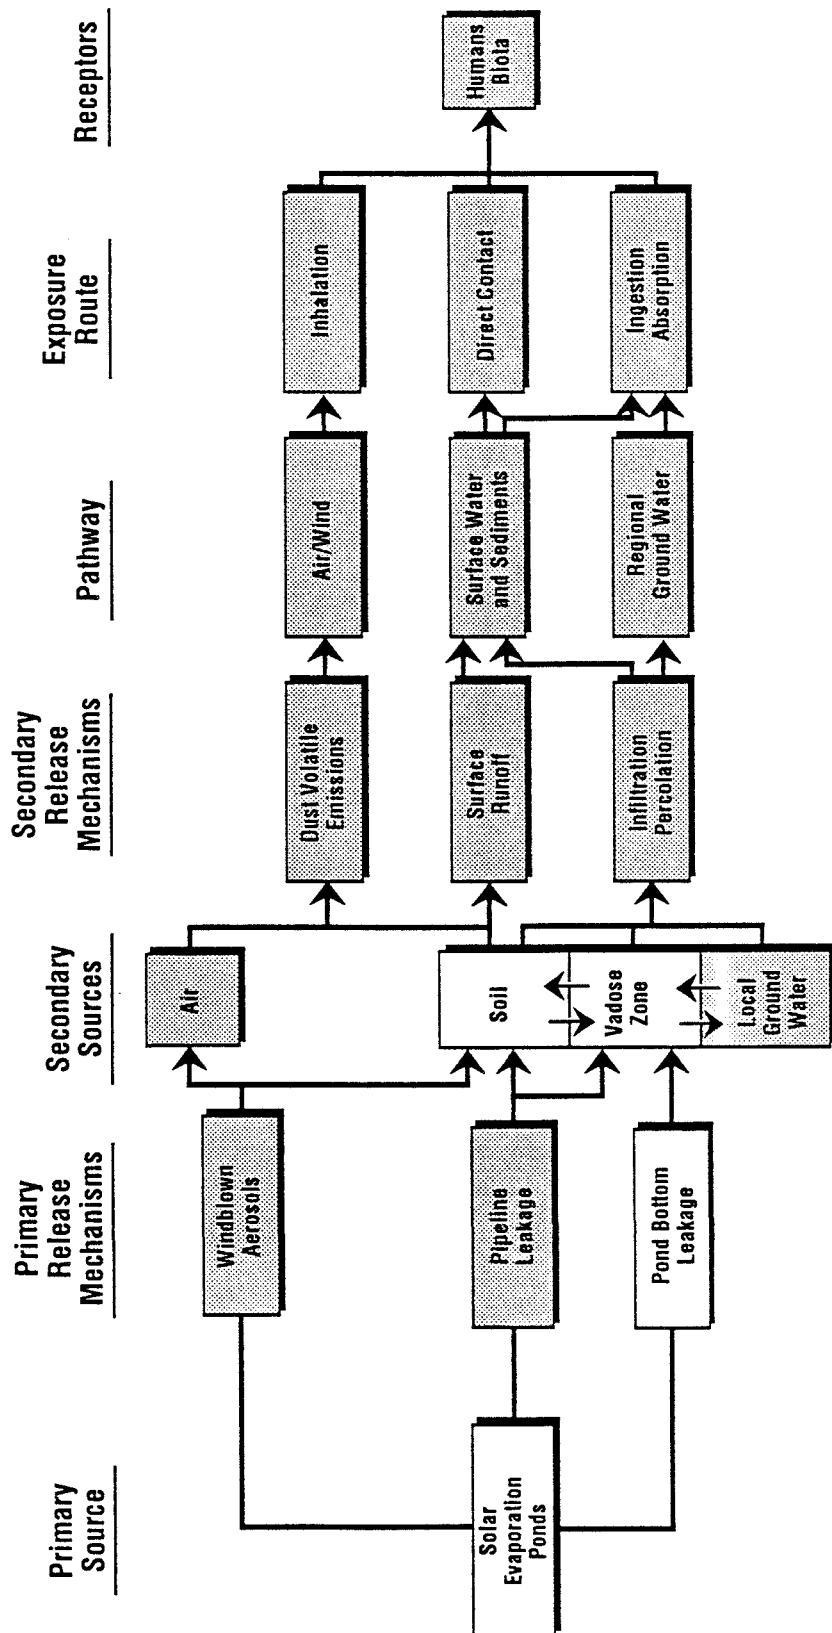 Primary
Source
Primary
Release
Mechanisms
Secondary
Sources
Secondary
Release
Mechanisms
Pathway
Exposure
Route
Receptors
Solar
Evaporation
Ponds
Windblown
Aerosols
Pipeline
Leakage
Pond Bottom
Leakage
Air
Soil
Vadose
Zone
Local
Ground
Water
Dust Volatile
Emissions
Surface
Runoff
Infiltration
Percolation
Air/Wind
Surface Water
and Sediments
Regional
Ground Water
Inhalation
Direct Contact
Ingestion
Absorption
Humans
Biota